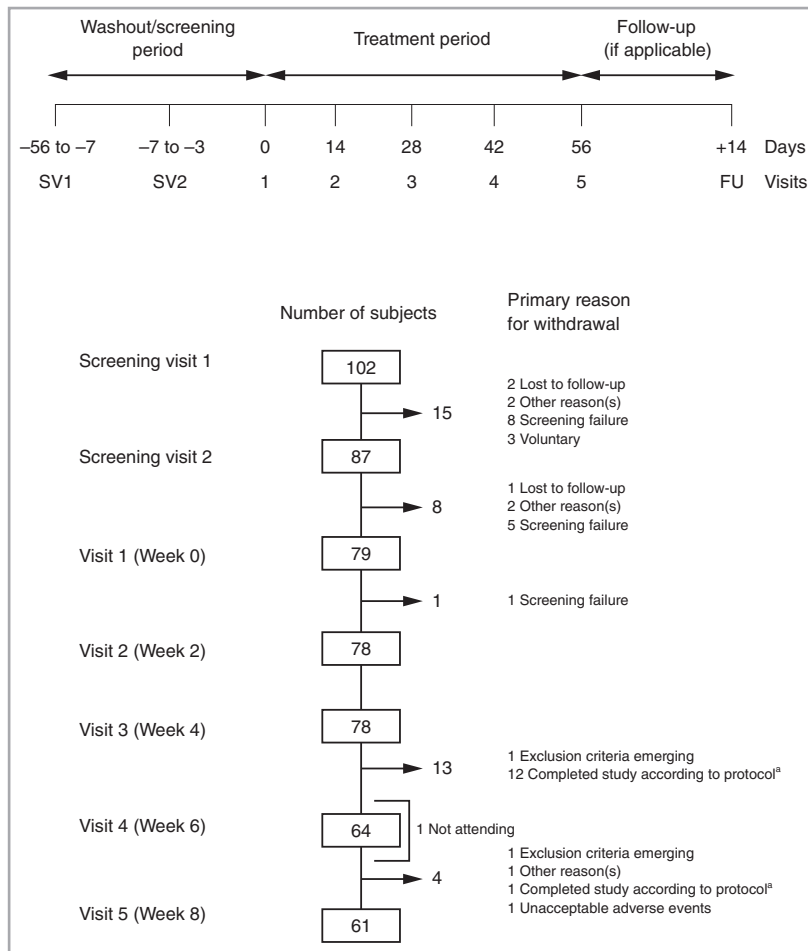 Washout/screening
period
Treatment period
Follow-up
(if applicable)
–56 to –7 –7 to –3 0 14 28 42 56 +14 Days
SV1 SV2 1 2 3 4 5 FU Visits
Number of subjects
Primary reason
for withdrawal
Screening visit 1
102
15
2 Lost to follow-up
2 Other reason(s)
8 Screening failure
3 Voluntary
Screening visit 2
87
8
1 Lost to follow-up
2 Other reason(s)
5 Screening failure
Visit 1 (Week 0)
79
1
1 Screening failure
Visit 2 (Week 2)
78
Visit 3 (Week 4)
78
13
1 Exclusion criteria emerging
12 Completed study according to protocolᵃ
Visit 4 (Week 6)
64
1 Not attending
4
1 Exclusion criteria emerging
1 Other reason(s)
1 Completed study according to protocolᵃ
1 Unacceptable adverse events
Visit 5 (Week 8)
61